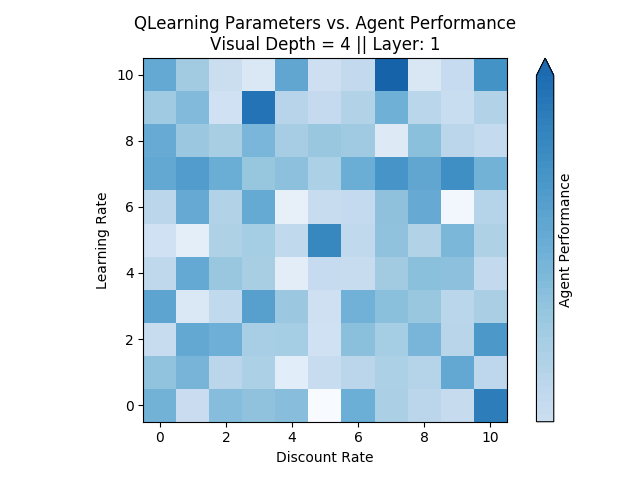 QLearning Parameters vs. Agent Performance
Visual Depth = 4 || Layer: 1
10
8
6
4
2
0
Learning Rate
0 2 4 6 8 10
Discount Rate
Agent Performance